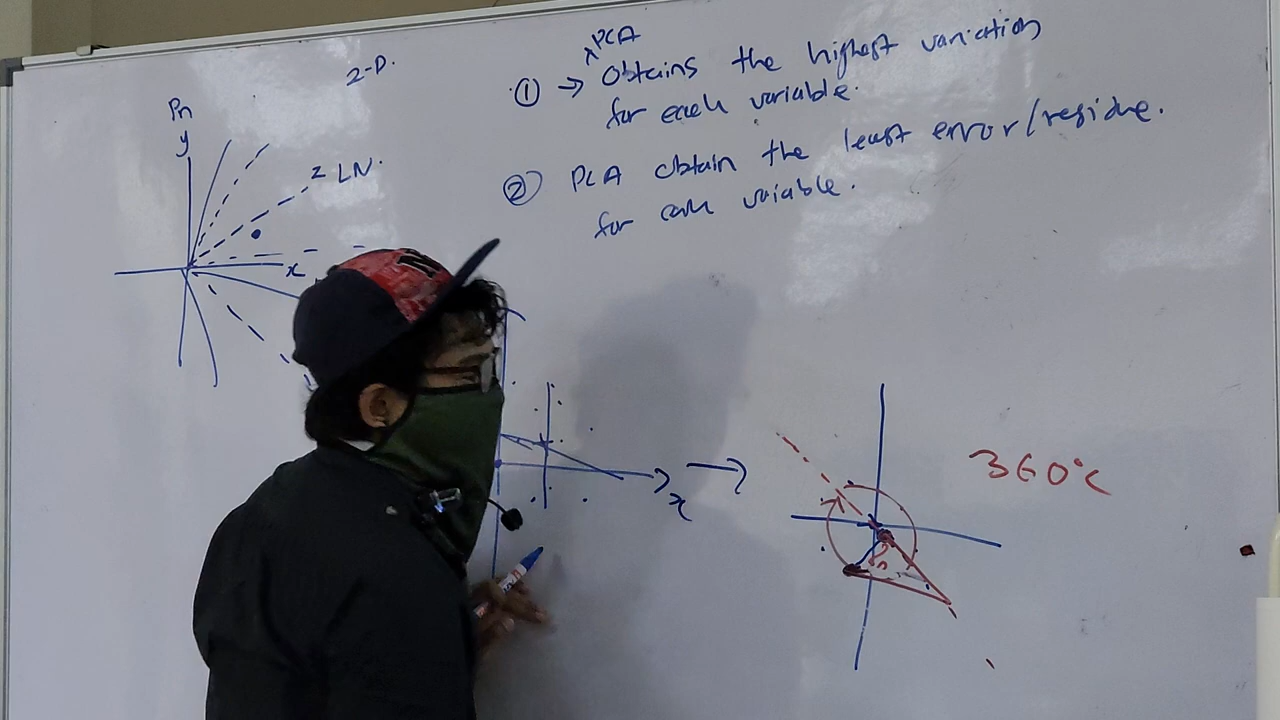 2-D.
PCA
① → Obtains the highest variation
for each variable.
② PCA obtain the least error/residue.
for each variable.
Pn
y
2 LN.
x
x
360°C
N